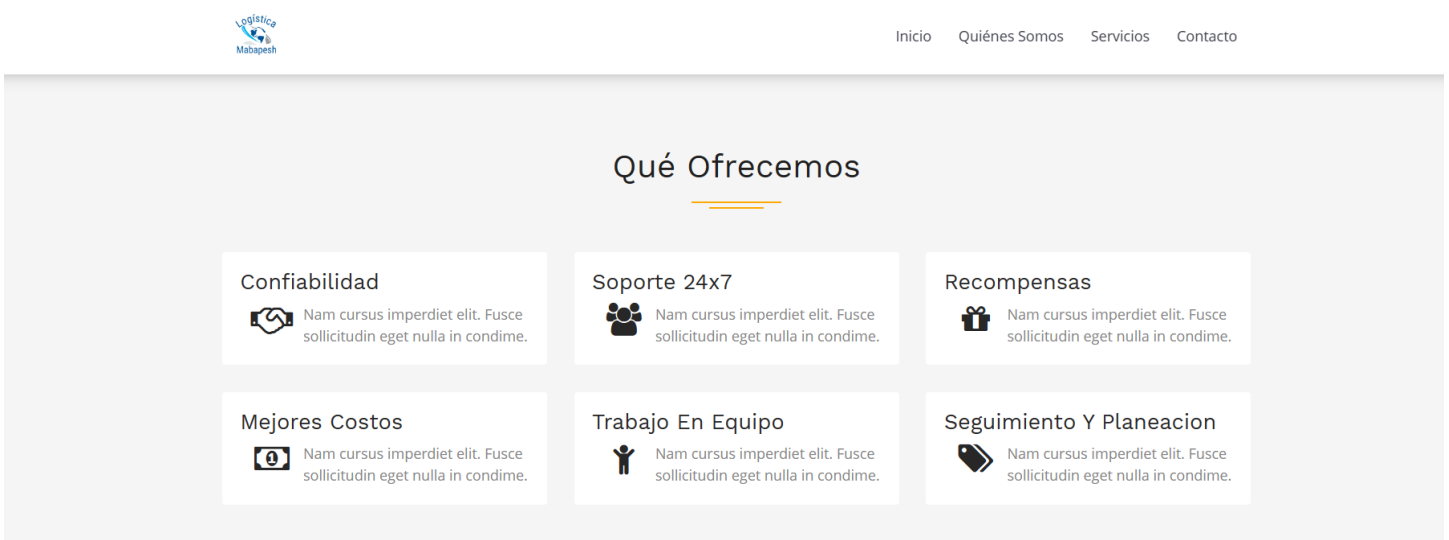 Logística
Mabapesh
Inicio Quiénes Somos Servicios Contacto
Qué Ofrecemos
Confiabilidad
Nam cursus imperdiet elit. Fusce
sollicitudin eget nulla in condime.
Soporte 24x7
Nam cursus imperdiet elit. Fusce
sollicitudin eget nulla in condime.
Recompensas
Nam cursus imperdiet elit. Fusce
sollicitudin eget nulla in condime.
Mejores Costos
1
Nam cursus imperdiet elit. Fusce
sollicitudin eget nulla in condime.
Trabajo En Equipo
Nam cursus imperdiet elit. Fusce
sollicitudin eget nulla in condime.
Seguimiento Y Planeacion
Nam cursus imperdiet elit. Fusce
sollicitudin eget nulla in condime.